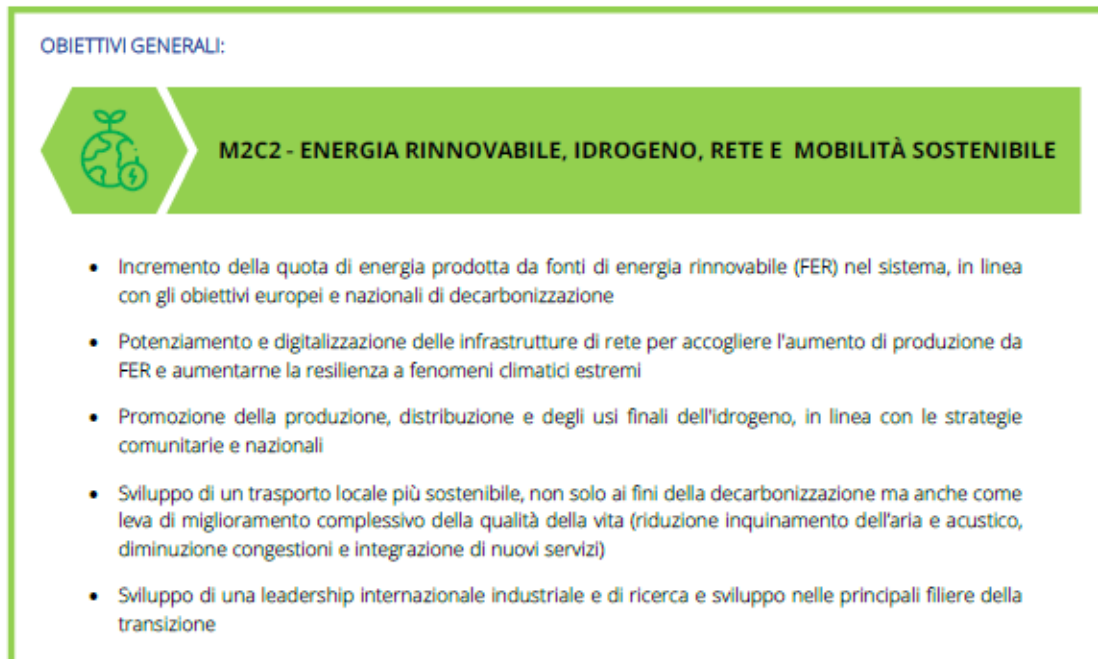 OBIETTIVI GENERALI:
M2C2 - ENERGIA RINNOVABILE, IDROGENO, RETE E MOBILITÀ SOSTENIBILE
• Incremento della quota di energia prodotta da fonti di energia rinnovabile (FER) nel sistema, in linea
con gli obiettivi europei e nazionali di decarbonizzazione
• Potenziamento e digitalizzazione delle infrastrutture di rete per accogliere l'aumento di produzione da
FER e aumentarne la resilienza a fenomeni climatici estremi
• Promozione della produzione, distribuzione e degli usi finali dell'idrogeno, in linea con le strategie
comunitarie e nazionali
• Sviluppo di un trasporto locale più sostenibile, non solo ai fini della decarbonizzazione ma anche come
leva di miglioramento complessivo della qualità della vita (riduzione inquinamento dell'aria e acustico,
diminuzione congestioni e integrazione di nuovi servizi)
• Sviluppo di una leadership internazionale industriale e di ricerca e sviluppo nelle principali filiere della
transizione